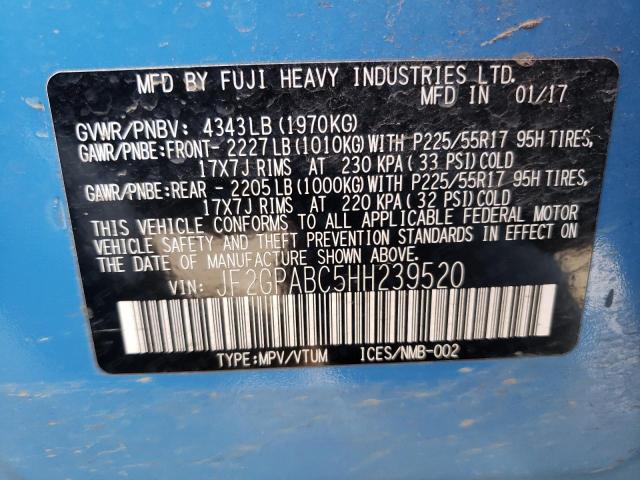 MFD BY FUJI HEAVY INDUSTRIES LTD.
MFD IN 01/17
GVWR/PNBV: 4343LB (1970KG)
GAWR/PNBE:FRONT- 2227LB(1010KG)WITH P225/55R17 95H TIRES,
17X7J RIMS AT 230 KPA(33 PSI)COLD
GAWR/PNBE:REAR - 2205LB(1000KG)WITH P225/55R17 95H TIRES,
17X7J RIMS AT 220 KPA(32 PSI)COLD
THIS VEHICLE CONFORMS TO ALL APPLICABLE FEDERAL MOTOR
VEHICLE SAFETY AND THEFT PREVENTION STANDARDS IN EFFECT ON
THE DATE OF MANUFACTURE SHOWN ABOVE.
VIN: JF2GPABC5HH239520
TYPE:MPV/VTUM ICES/NMB-002